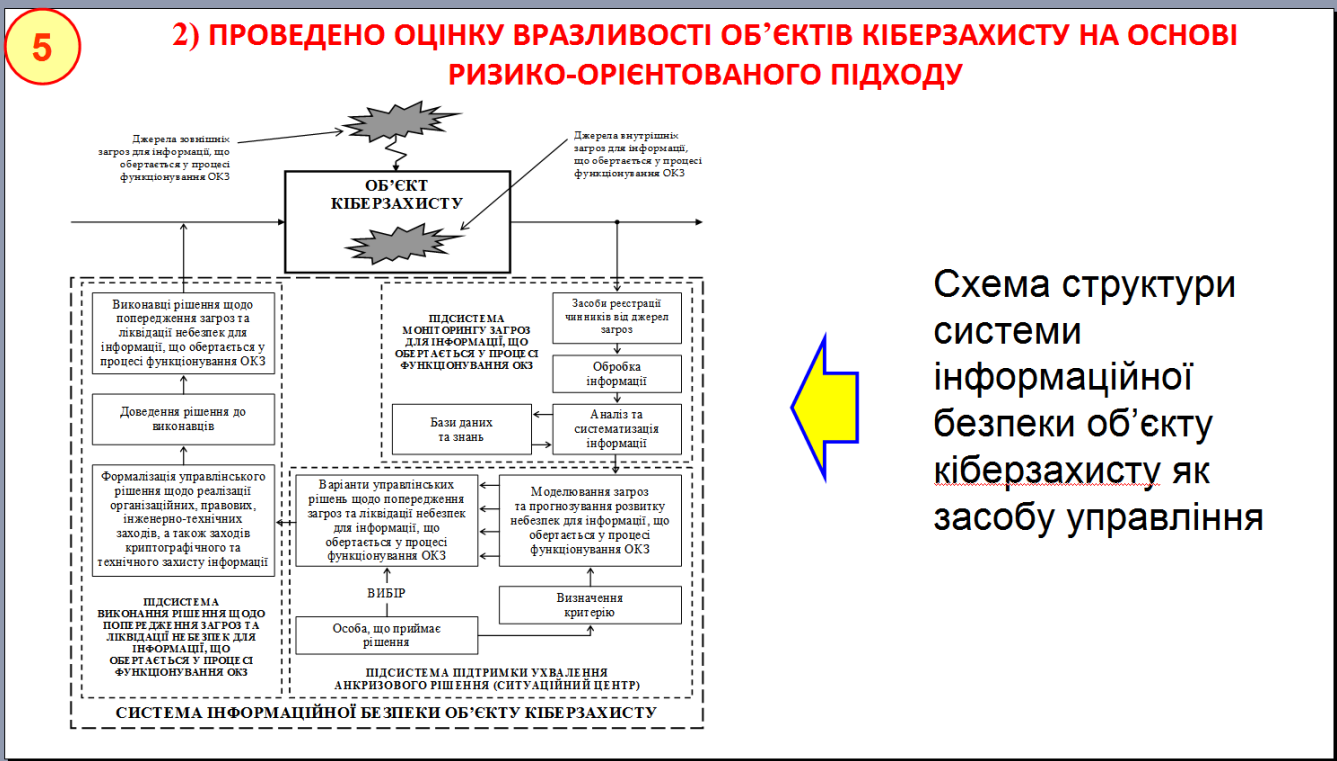 5
2) ПРОВЕДЕНО ОЦІНКУ ВРАЗЛИВОСТІ ОБ’ЄКТІВ КІБЕРЗАХИСТУ НА ОСНОВІ
РИЗИКО-ОРІЄНТОВАНОГО ПІДХОДУ
Джерела зовнішніх
загроз для інформації, що
обертається у процесі
функціонування ОКЗ
Джерела внутрішніх
загроз для інформації,
що обертається у процесі
функціонування ОКЗ
ОБ’ЄКТ
КІБЕРЗАХИСТУ
Виконавці рішення щодо
попередження загроз та
ліквідації небезпек для
інформації, що обертається у
процесі функціонування ОКЗ
Доведення рішення до
виконавців
Формалізація управлінського
рішення щодо реалізації
організаційних, правових,
інженерно-технічних
заходів, а також заходів
криптографічного та
технічного захисту інформації
ПІДСИСТЕМА
ВИКОНАННЯ РІШЕННЯ ЩОДО
ПОПЕРЕДЖЕННЯ ЗАГРОЗ ТА
ЛІКВІДАЦІЇ НЕБЕЗПЕК ДЛЯ
ІНФОРМАЦІЇ, ЩО
ОБЕРТАЄТЬСЯ У ПРОЦЕСІ
ФУНКЦІОНУВАННЯ ОКЗ
ПІДСИСТЕМА
МОНІТОРИНГУ ЗАГРОЗ
ДЛЯ ІНФОРМАЦІЇ, ЩО
ОБЕРТАЄТЬСЯ У ПРОЦЕСІ
ФУНКЦІОНУВАННЯ ОКЗ
Засоби реєстрації
чинників від джерел
загроз
Обробка
інформації
Бази даних
та знань
Аналіз та
систематизація
інформації
Варіанти управлінських
рішень щодо попередження
загроз та ліквідації небезпек
для інформації, що
обертається у процесі
функціонування ОКЗ
Моделювання загроз
та прогнозування розвитку
небезпек для інформації, що
обертається у процесі
функціонування ОКЗ
ВИБІР
Визначення
критерію
Особа, що приймає
рішення
ПІДСИСТЕМА ПІДТРИМКИ УХВАЛЕННЯ
АНКРИЗОВОГО РІШЕННЯ (СИТУАЦІЙНИЙ ЦЕНТР)
СИСТЕМА ІНФОРМАЦІЙНОЇ БЕЗПЕКИ ОБ’ЄКТУ КІБЕРЗАХИСТУ
Схема структури
системи
інформаційної
безпеки об’єкту
кіберзахисту як
засобу управління